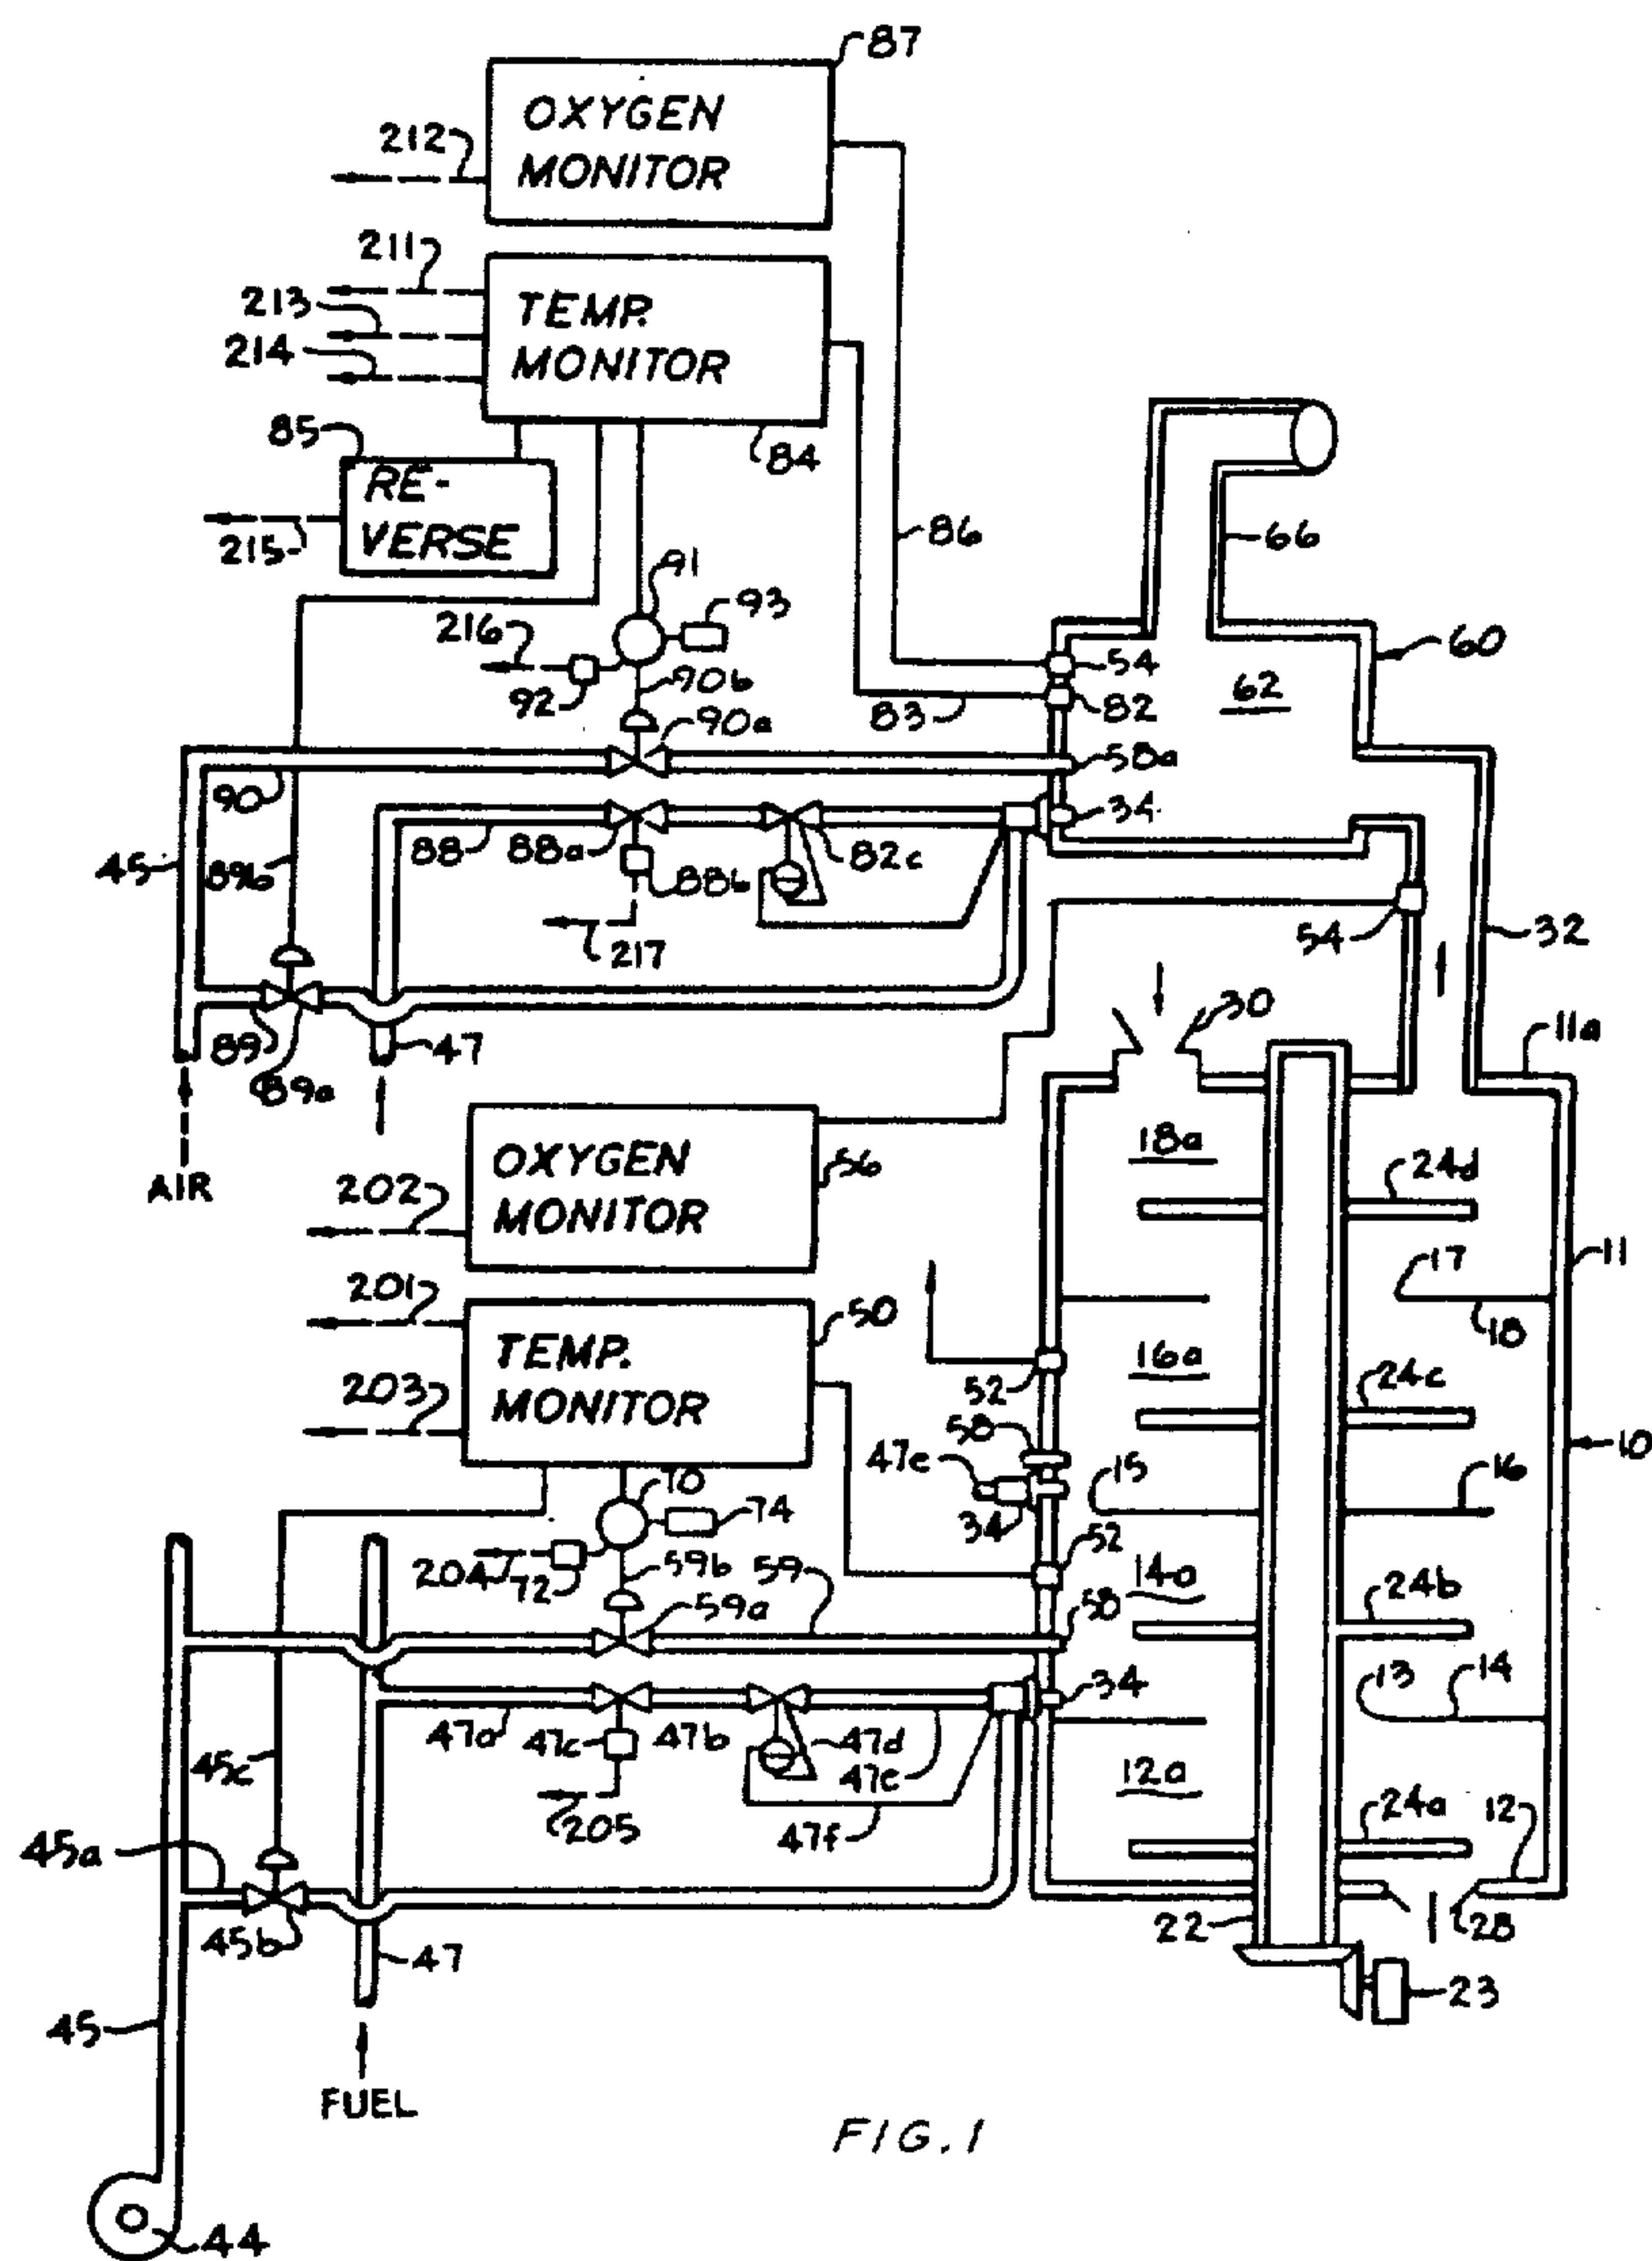 87
OXYGEN
MONITOR
212
211
213
214
TEMP.
MONITOR
84
85
RE-
VERSE
215
86
66
91
93
216
92
90b
90a
54
82
83
62
60
58a
90
34
88
88a
88b
82c
45
89b
217
54
32
30
11a
89
89a
47
AIR
18a
24d
OXYGEN
MONITOR
56
202
11
17
18
201
TEMP.
MONITOR
50
203
52
16a
24c
10
58
47e
34
15
16
70
74
204
72
59b
59
59a
52
14a
24b
58
34
13
14
47a
47c
47b
47d
47e
47f
205
12a
24a
12
45c
45a
45b
47
22
28
23
45
FUEL
FIG. 1
44